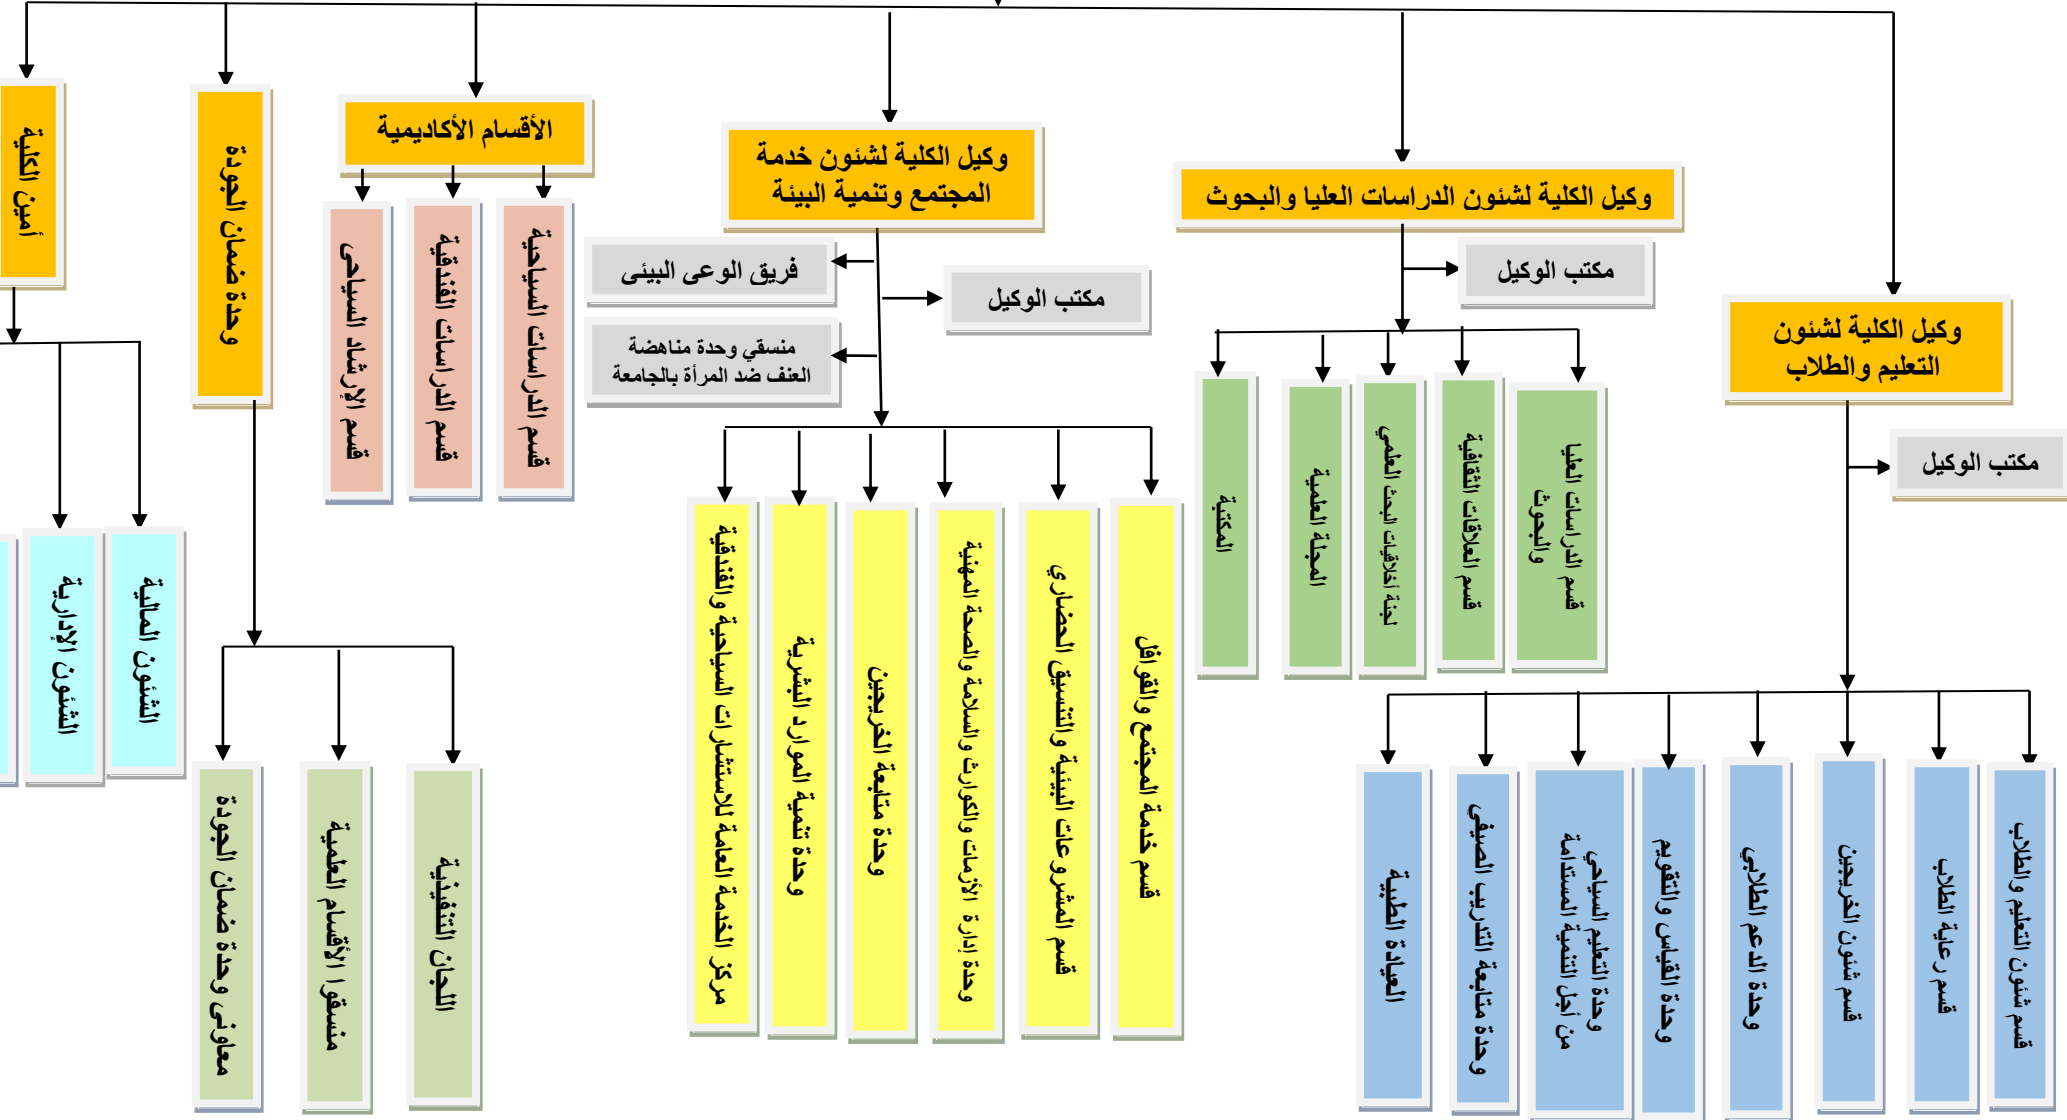 وكيل الكلية لشئون
التعليم والطلاب
مكتب الوكيل
قسم شئون التعليم والطلاب
قسم رعاية الطلاب
قسم شئون الخريجين
وحدة الدعم الطلابي
وحدة القياس والتقويم
وحدة التعليم السياحي
من أجل التنمية المستدامة
وحدة متابعة التدريب الصيفي
العيادة الطبية
وكيل الكلية لشئون الدراسات العليا والبحوث
مكتب الوكيل
قسم الدراسات العليا
والبحوث
قسم العلاقات الثقافية
لجنة أخلاقيات البحث العلمي
المجلة العلمية
المكتبة
وكيل الكلية لشئون خدمة
المجتمع وتنمية البيئة
فريق الوعى البيئى
مكتب الوكيل
منسقي وحدة مناهضة
العنف ضد المرأة بالجامعة
قسم خدمة المجتمع والقوافل
قسم المشروعات البيئية والتنسيق الحضاري
وحدة إدارة الأزمات والكوارث والسلامة والصحة المهنية
وحدة متابعة الخريجين
وحدة تنمية الموارد البشرية
مركز الخدمة العامة للاستشارات السياحية والفندقية
الأقسام الأكاديمية
قسم الدراسات السياحية
قسم الدراسات الفندقية
قسم الإرشاد السياحى
وحدة ضمان الجودة
اللجان التنفيذية
منسقوا الأقسام العلمية
معاونى وحدة ضمان الجودة
أمين الكلية
الشئون المالية
الشئون الإدارية